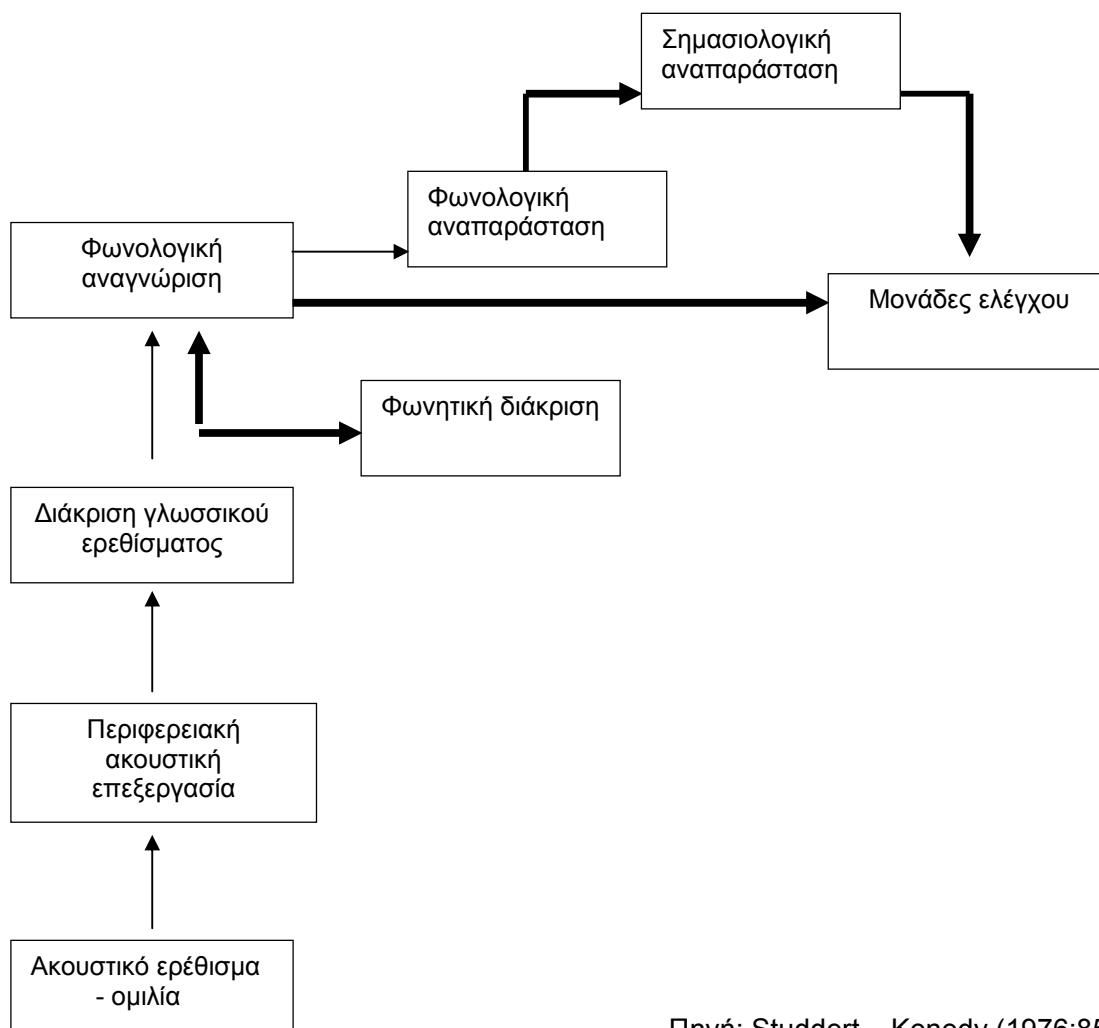 Σημασιολογική
αναπαράσταση
Φωνολογική
αναπαράσταση
Φωνολογική
αναγνώριση
Μονάδες ελέγχου
Φωνητική διάκριση
Διάκριση γλωσσικού
ερεθίσματος
Περιφερειακή
ακουστική
επεξεργασία
Ακουστικό ερέθισμα
- ομιλία
Πηγή: Studdert – Kenedy (1976:85